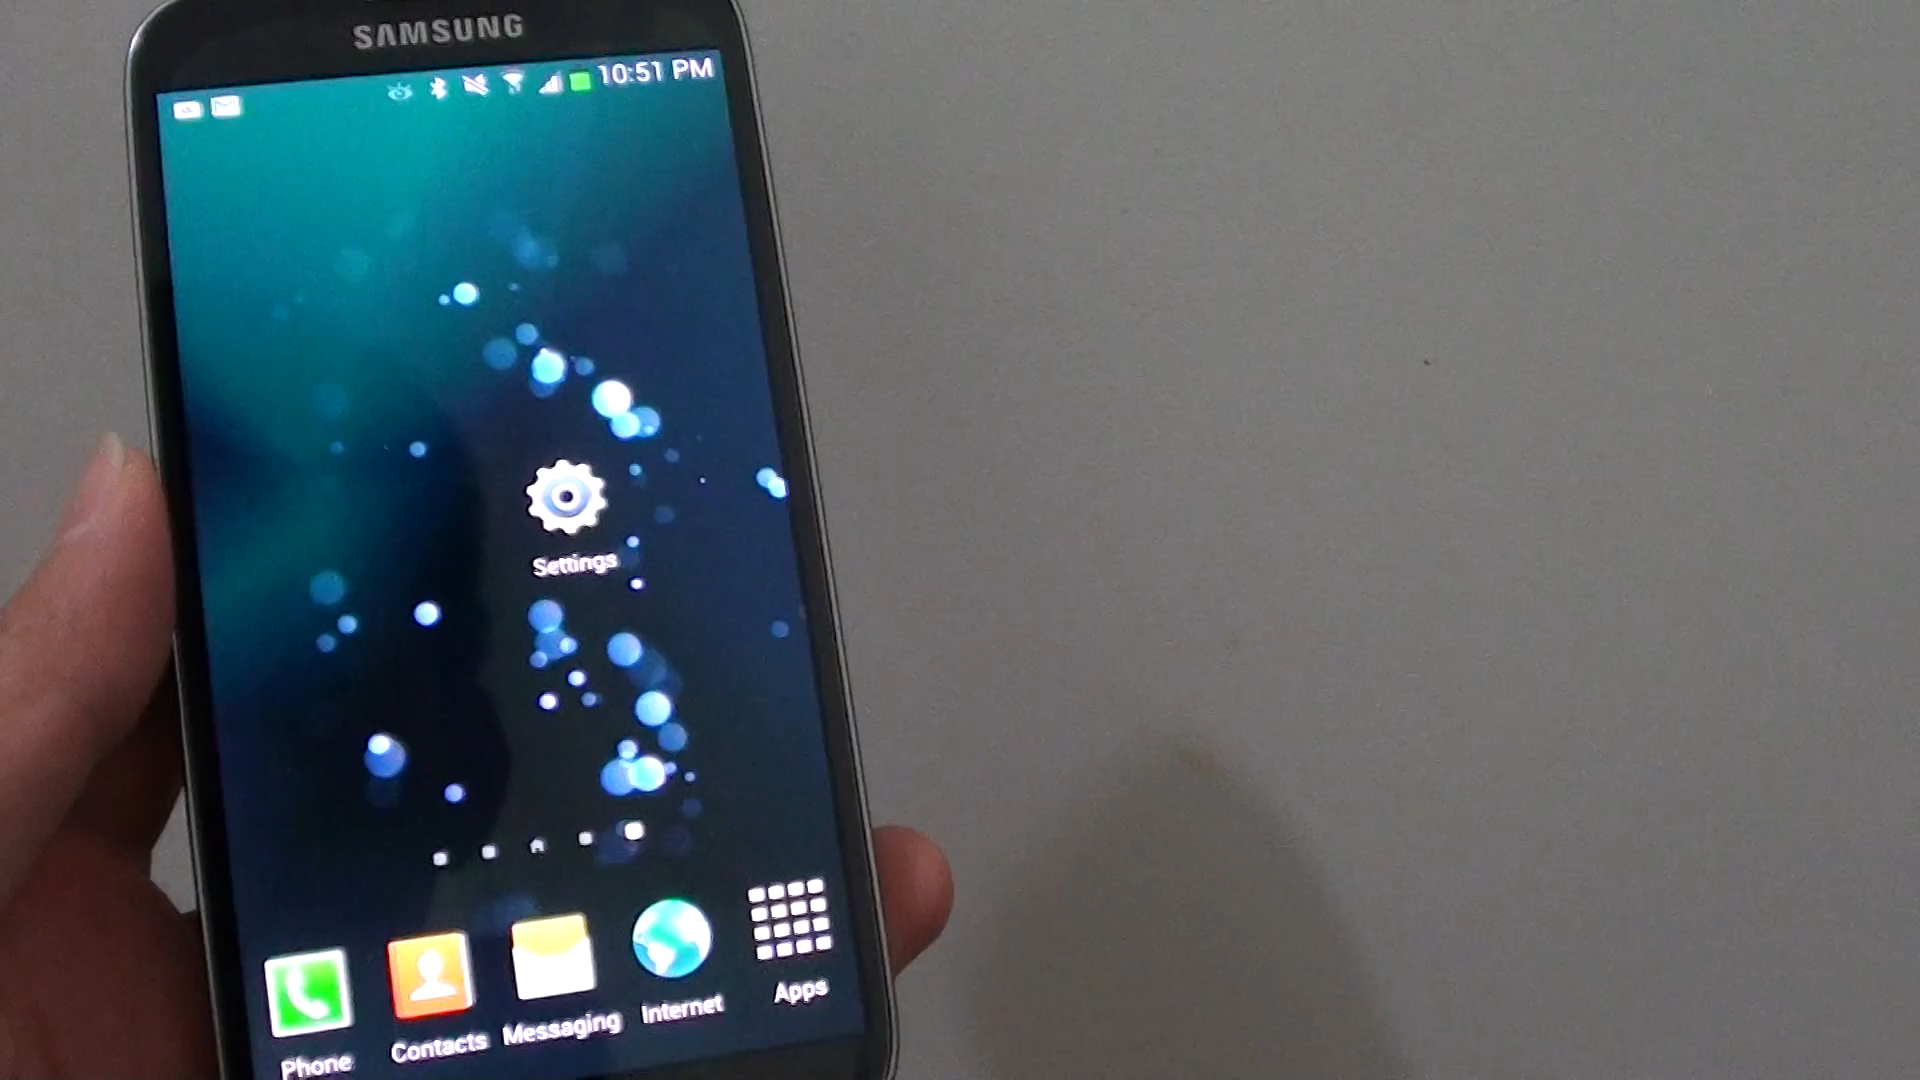 SAMSUNG
10:51 PM
Settings
Phone
Contacts
Messaging
Internet
Apps